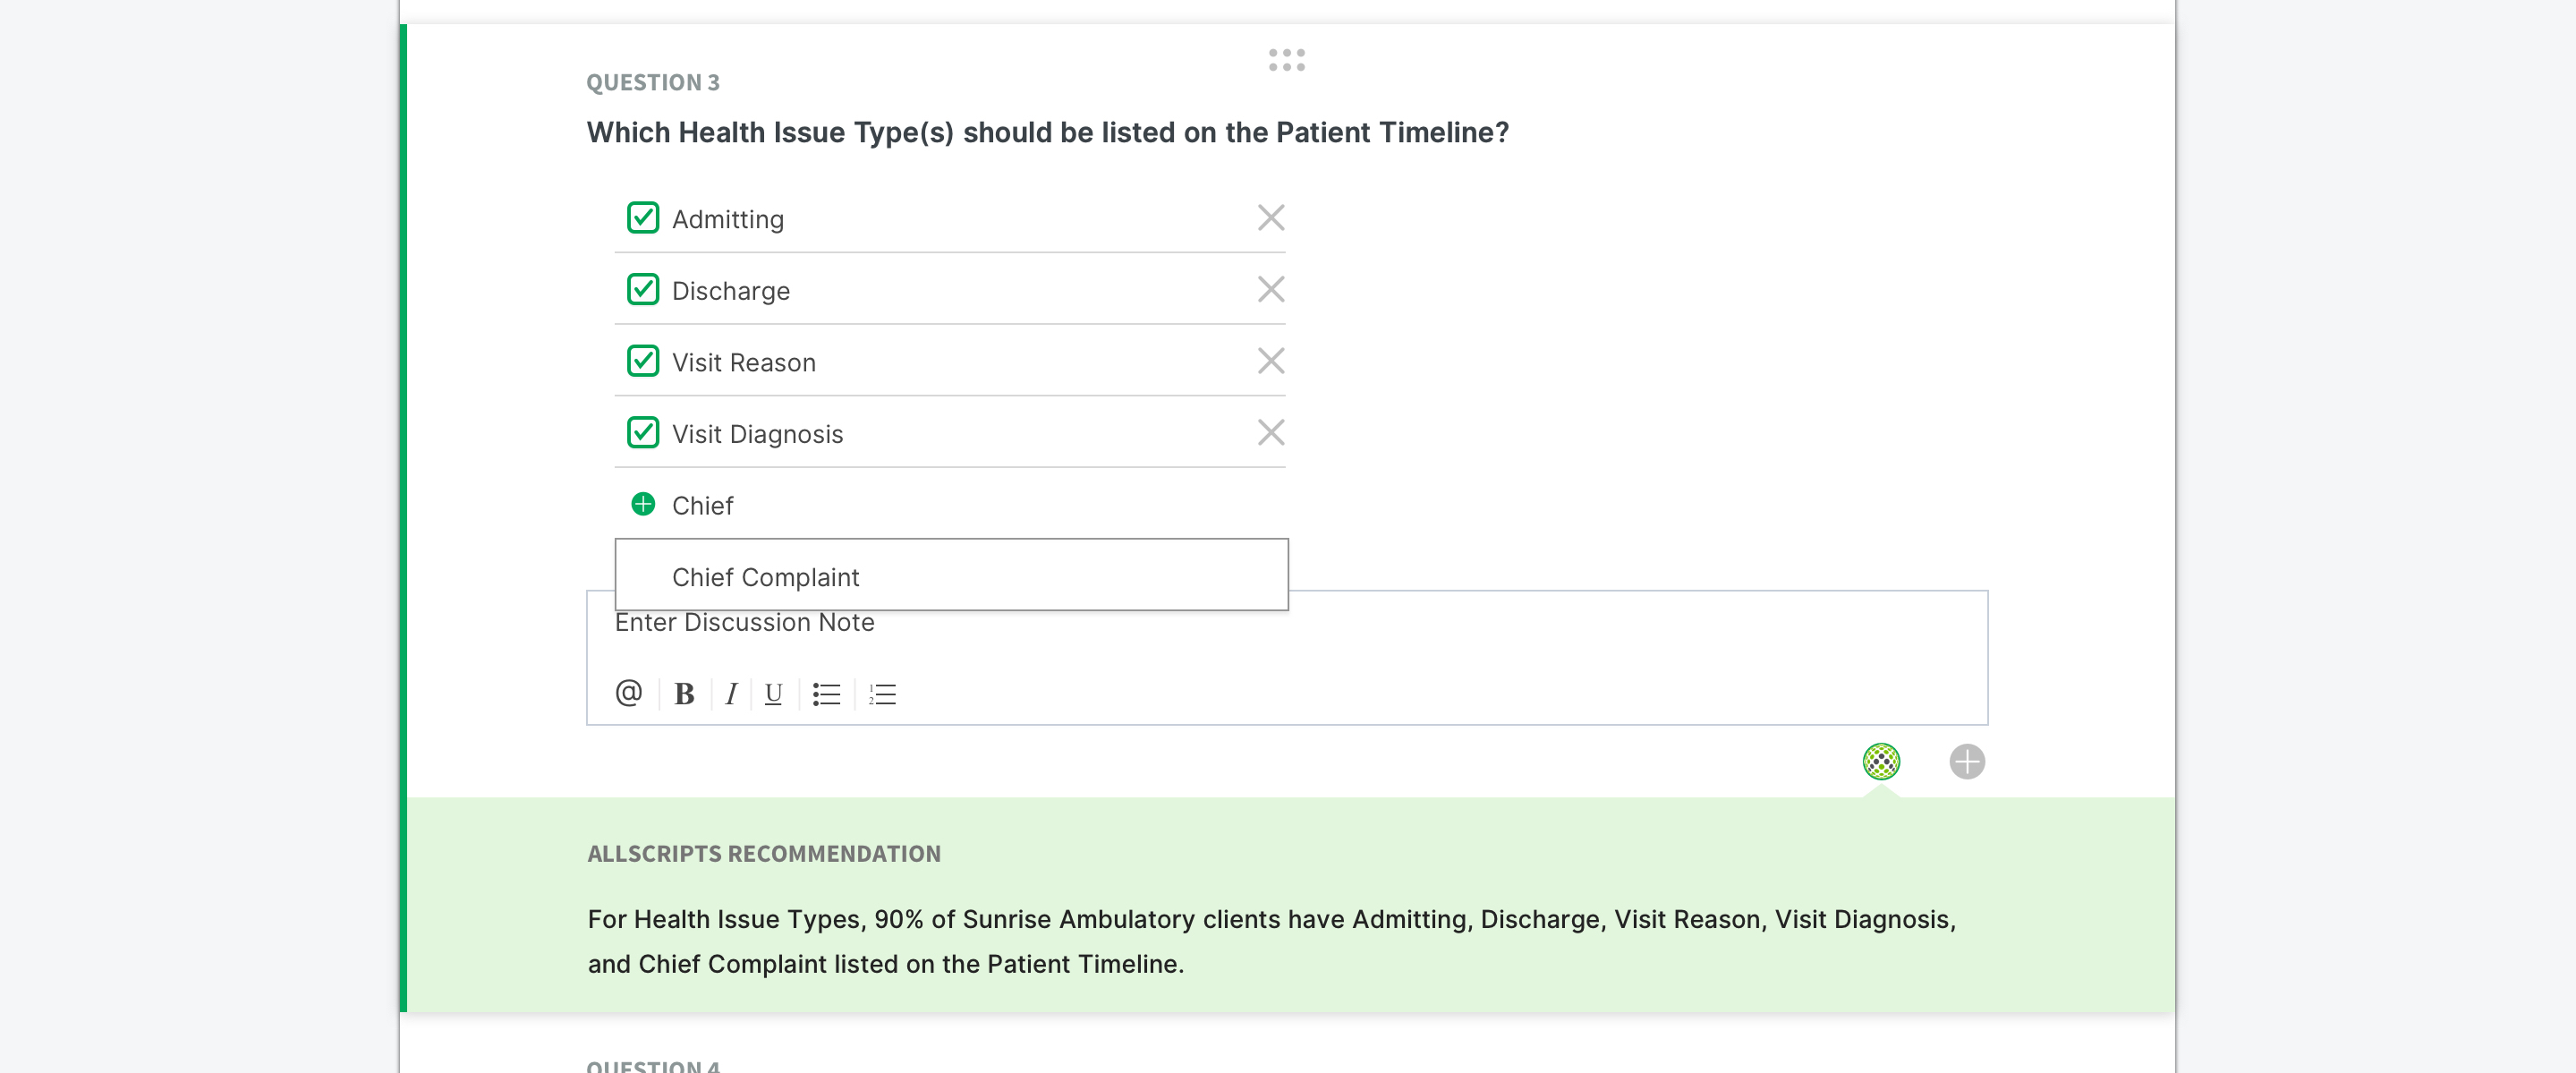 QUESTION 3
Which Health Issue Type(s) should be listed on the Patient Timeline?
Admitting
Discharge
Visit Reason
Visit Diagnosis
Chief
Chief Complaint
Enter Discussion Note
@ B I U
ALLSCRIPTS RECOMMENDATION
For Health Issue Types, 90% of Sunrise Ambulatory clients have Admitting, Discharge, Visit Reason, Visit Diagnosis,
and Chief Complaint listed on the Patient Timeline.
QUESTION 4